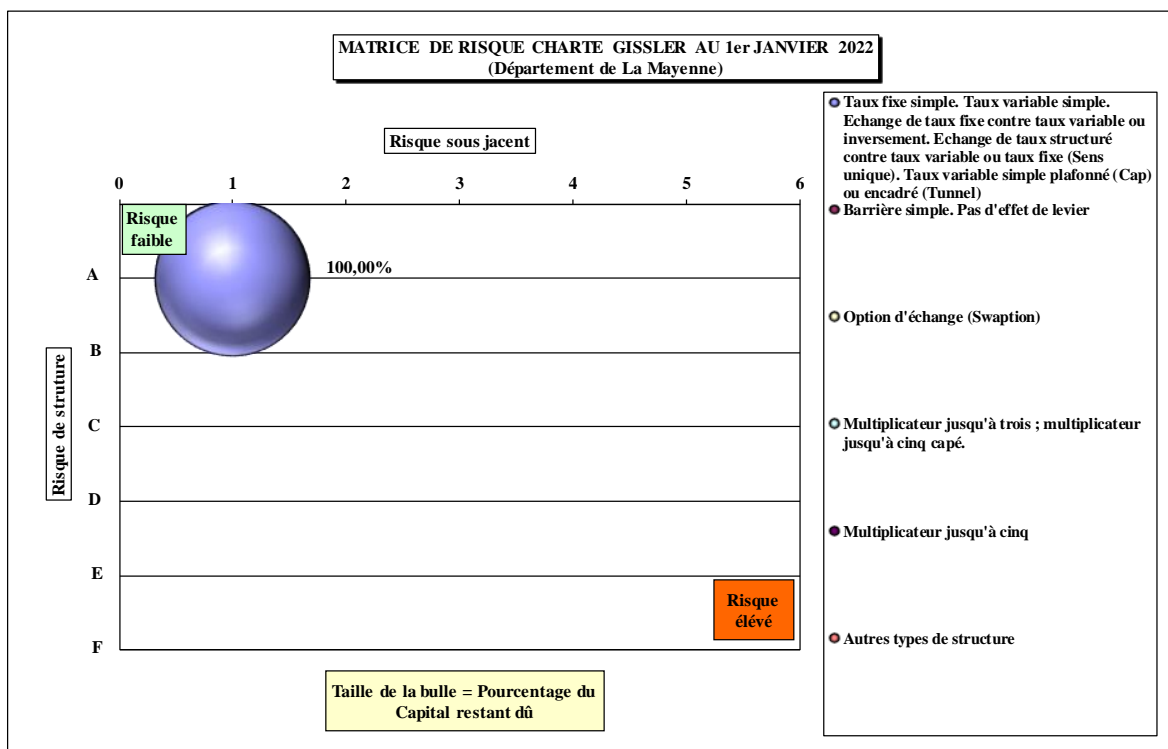 MATRICE DE RISQUE CHARTE GISSLER AU 1er JANVIER 2022
(Département de La Mayenne)
Risque sous jacent
0 1 2 3 4 5 6
Risque
faible
A
100,00%
B
C
D
E
F
Risque de struture
Risque
élévé
Taille de la bulle = Pourcentage du
Capital restant dû
Taux fixe simple. Taux variable simple.
Echange de taux fixe contre taux variable ou
inversement. Echange de taux structuré
contre taux variable ou taux fixe (Sens
unique). Taux variable simple plafonné (Cap)
ou encadré (Tunnel)
Barrière simple. Pas d'effet de levier
Option d'échange (Swaption)
Multiplicateur jusqu'à trois ; multiplicateur
jusqu'à cinq capé.
Multiplicateur jusqu'à cinq
Autres types de structure